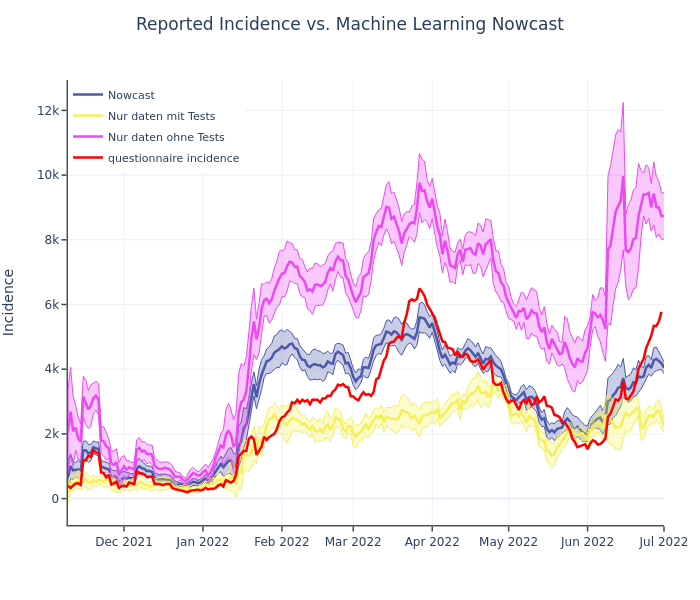 Reported Incidence vs. Machine Learning Nowcast
Nowcast
Nur daten mit Tests
Nur daten ohne Tests
questionnaire incidence
Incidence
12k
10k
8k
6k
4k
2k
0
Dec 2021
Jan 2022
Feb 2022
Mar 2022
Apr 2022
May 2022
Jun 2022
Jul 2022